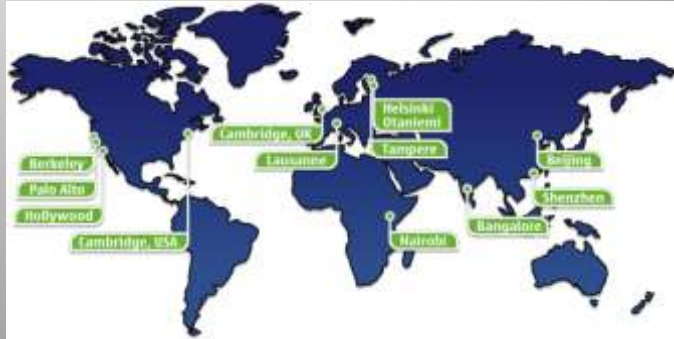 Helsinki
Otaniemi
Cambridge, UK
Tampere
Lausanne
Berkeley
Palo Alto
Hollywood
Cambridge, USA
Beijing
Shenzhen
Bangalore
Nairobi